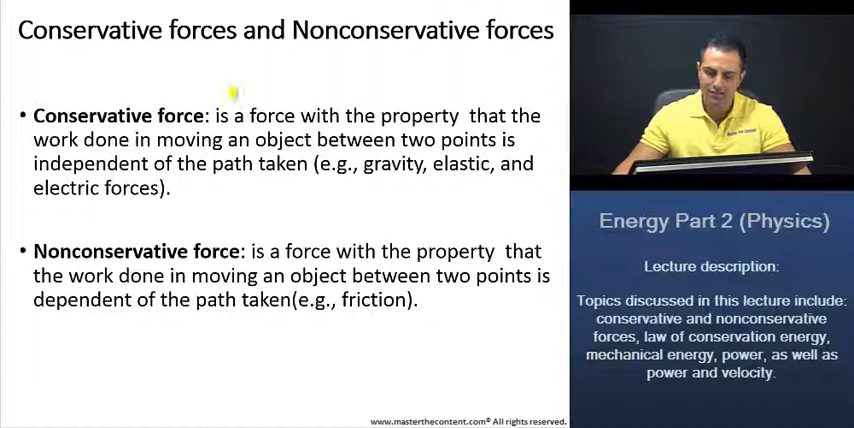 Conservative forces and Nonconservative forces
• Conservative force: is a force with the property that the
work done in moving an object between two points is
independent of the path taken (e.g., gravity, elastic, and
electric forces).
• Nonconservative force: is a force with the property that
the work done in moving an object between two points is
dependent of the path taken(e.g., friction).
www.masterthecontent.com© All rights reserved.
Energy Part 2 (Physics)
Lecture description:
Topics discussed in this lecture include:
conservative and nonconservative
forces, law of conservation energy,
mechanical energy, power, as well as
power and velocity.